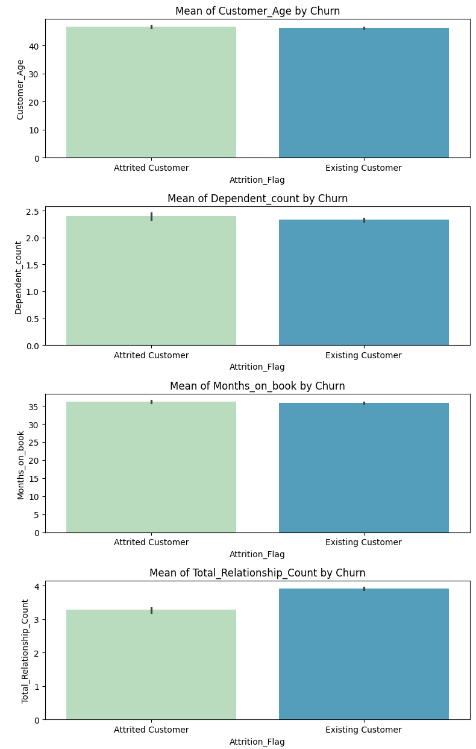 Mean of Customer_Age by Churn
40
30
20
10
0
Customer_Age
Attrited Customer
Existing Customer
Attrition_Flag
Mean of Dependent_count by Churn
2.5
2.0
1.5
1.0
0.5
0.0
Dependent_count
Attrited Customer
Existing Customer
Attrition_Flag
Mean of Months_on_book by Churn
35
30
25
20
15
10
5
0
Months_on_book
Attrited Customer
Existing Customer
Attrition_Flag
Mean of Total_Relationship_Count by Churn
4
3
2
1
0
Total_Relationship_Count
Attrited Customer
Existing Customer
Attrition_Flag